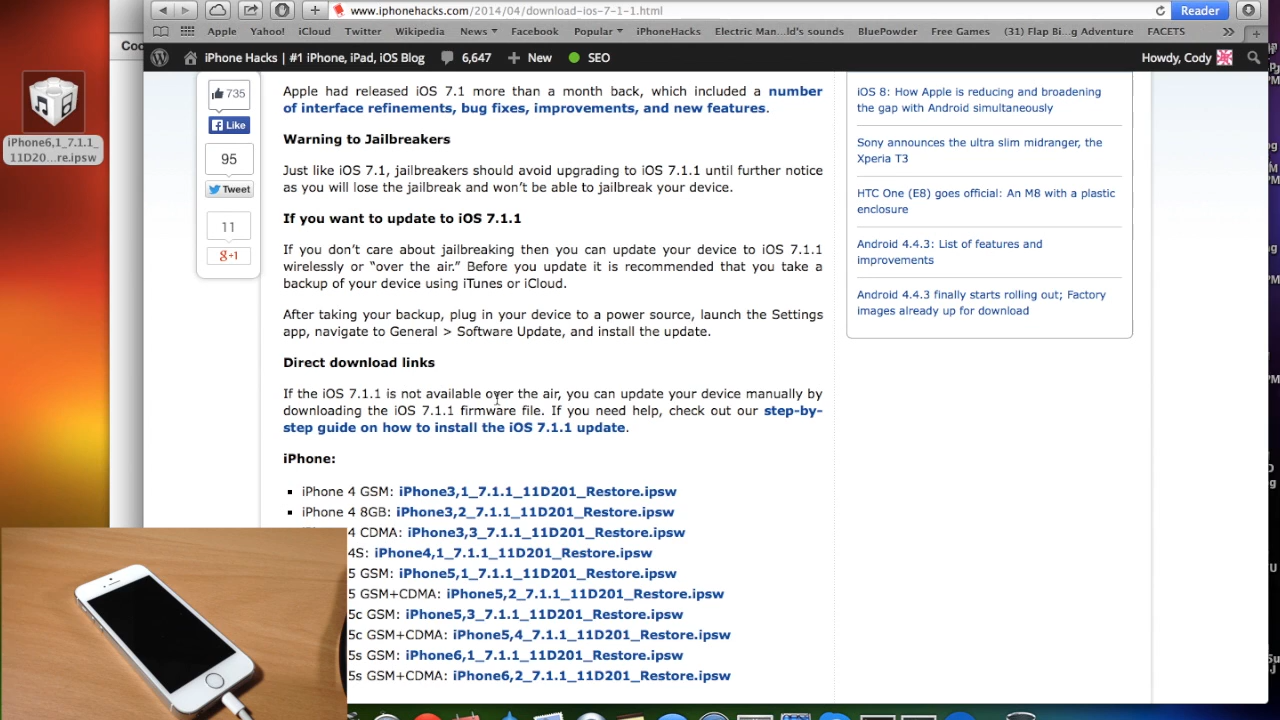 www.iphonehacks.com/2014/04/download-ios-7-1-1.html
Reader
Apple Yahoo! iCloud Twitter Wikipedia News Facebook Popular iPhoneHacks Electric Man...ld's sounds BluePowder Free Games (31) Flap Bi...g Adventure FACETS
iPhone Hacks | #1 iPhone, iPad, iOS Blog 6,647 + New SEO Howdy, Cody
iPhone6,1_7.1.1_
11D20...re.ipsw
735
Like
95
Tweet
11
g+1
Apple had released iOS 7.1 more than a month back, which included a number
of interface refinements, bug fixes, improvements, and new features.
Warning to Jailbreakers
Just like iOS 7.1, jailbreakers should avoid upgrading to iOS 7.1.1 until further notice
as you will lose the jailbreak and won't be able to jailbreak your device.
If you want to update to iOS 7.1.1
If you don't care about jailbreaking then you can update your device to iOS 7.1.1
wirelessly or “over the air.” Before you update it is recommended that you take a
backup of your device using iTunes or iCloud.
After taking your backup, plug in your device to a power source, launch the Settings
app, navigate to General > Software Update, and install the update.
Direct download links
If the iOS 7.1.1 is not available over the air, you can update your device manually by
downloading the iOS 7.1.1 firmware file. If you need help, check out our step-by-
step guide on how to install the iOS 7.1.1 update.
iPhone:
iPhone 4 GSM: iPhone3,1_7.1.1_11D201_Restore.ipsw
iPhone 4 8GB: iPhone3,2_7.1.1_11D201_Restore.ipsw
4 CDMA: iPhone3,3_7.1.1_11D201_Restore.ipsw
4S: iPhone4,1_7.1.1_11D201_Restore.ipsw
5 GSM: iPhone5,1_7.1.1_11D201_Restore.ipsw
5 GSM+CDMA: iPhone5,2_7.1.1_11D201_Restore.ipsw
5c GSM: iPhone5,3_7.1.1_11D201_Restore.ipsw
5c GSM+CDMA: iPhone5,4_7.1.1_11D201_Restore.ipsw
5s GSM: iPhone6,1_7.1.1_11D201_Restore.ipsw
5s GSM+CDMA: iPhone6,2_7.1.1_11D201_Restore.ipsw
iOS 8: How Apple is reducing and broadening
the gap with Android simultaneously
Sony announces the ultra slim midranger, the
Xperia T3
HTC One (E8) goes official: An M8 with a plastic
enclosure
Android 4.4.3: List of features and
improvements
Android 4.4.3 finally starts rolling out; Factory
images already up for download